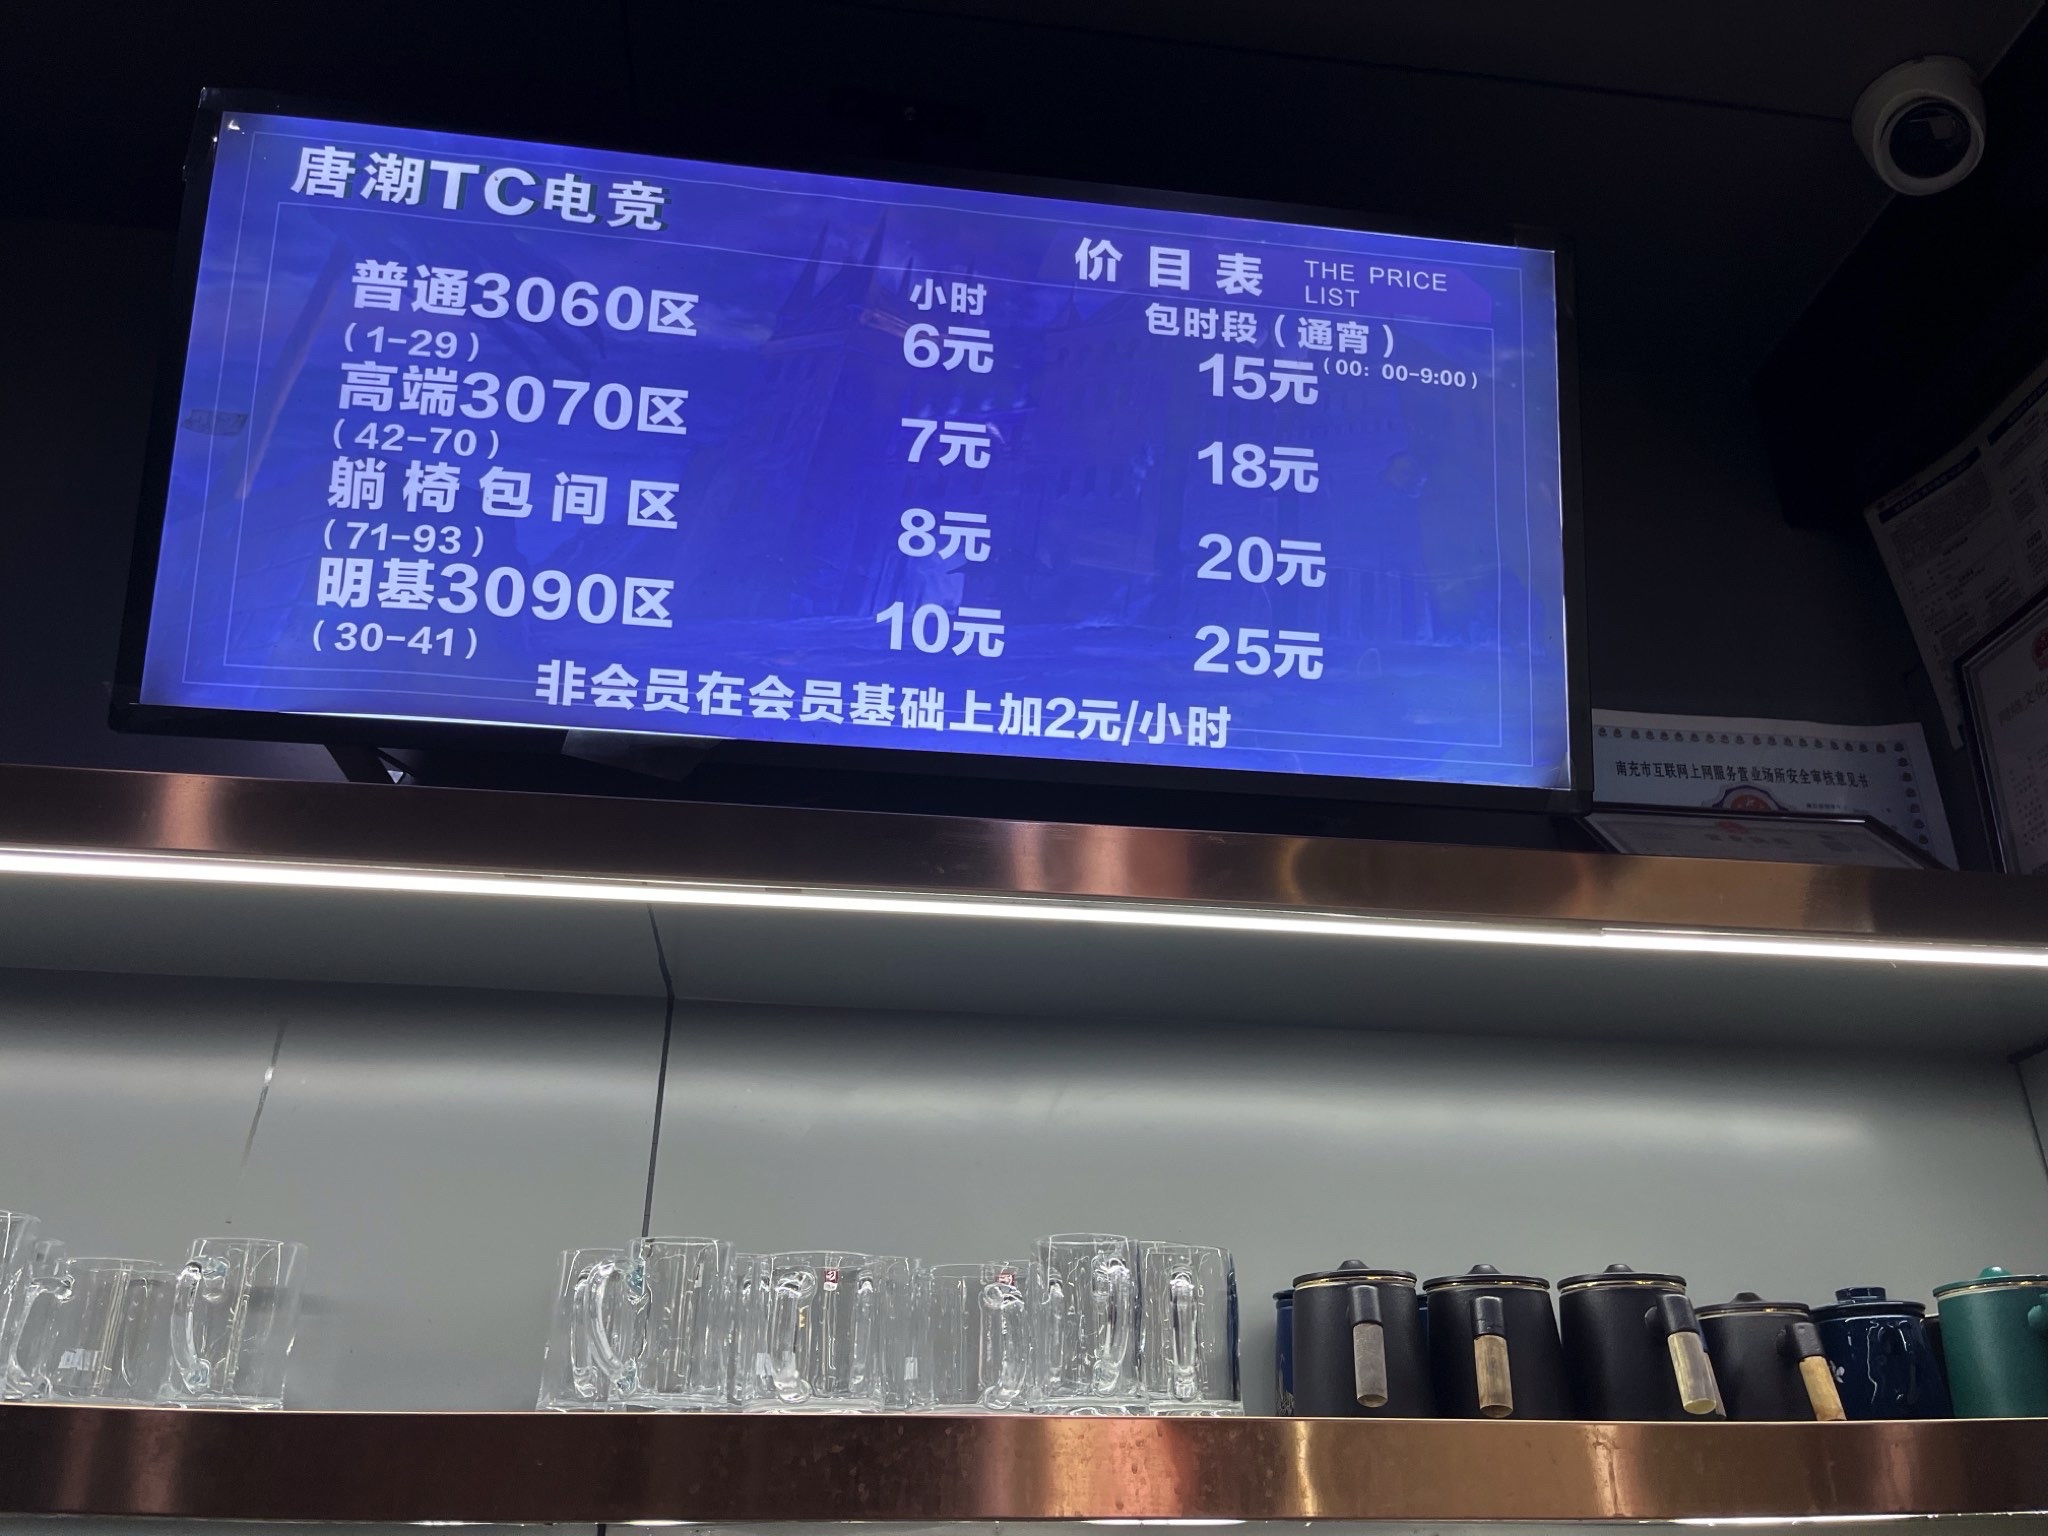 唐潮TC电竞
价目表 THE PRICE LIST
小时 包时段（通宵）
（00：00-9:00）
普通3060区 6元 15元
（1-29）
高端3070区 7元 18元
（42-70）
躺椅包间区 8元 20元
（71-93）
明基3090区 10元 25元
（30-41）
非会员在会员基础上加2元/小时
南充市互联网上网服务营业场所安全审核意见书